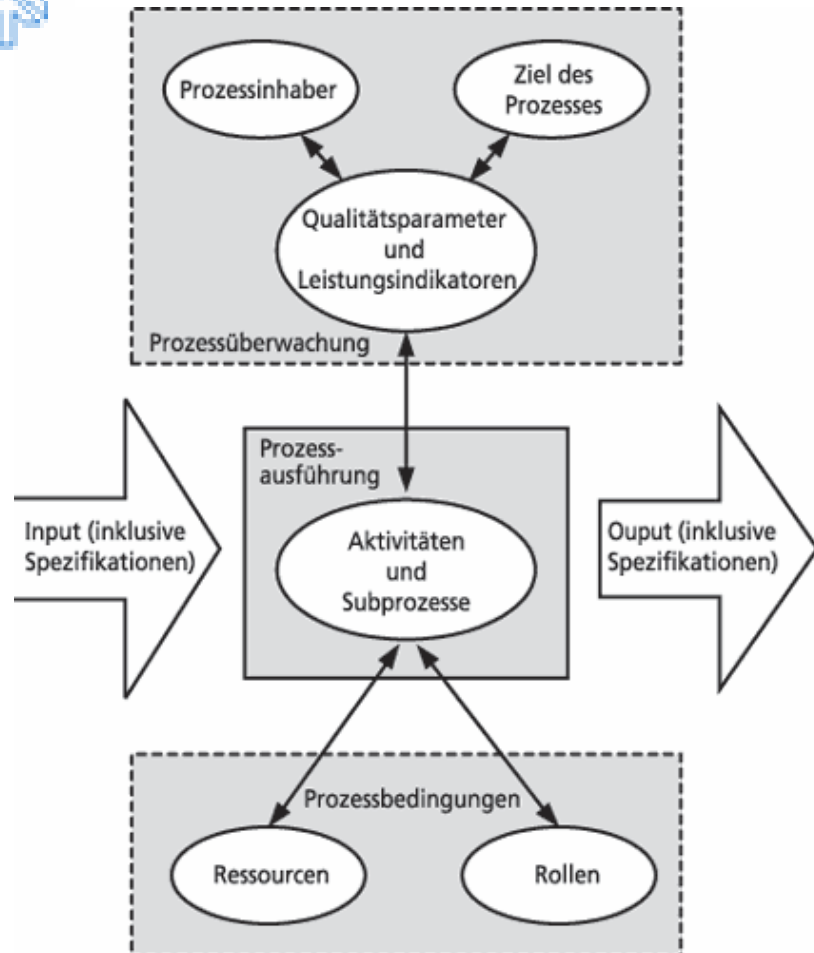 Prozessinhaber
Ziel des
Prozesses
Qualitätsparameter
und
Leistungsindikatoren
Prozessüberwachung
Prozess-
ausführung
Input (inklusive
Spezifikationen)
Aktivitäten
und
Subprozesse
Ouput (inklusive
Spezifikationen)
Prozessbedingungen
Ressourcen
Rollen